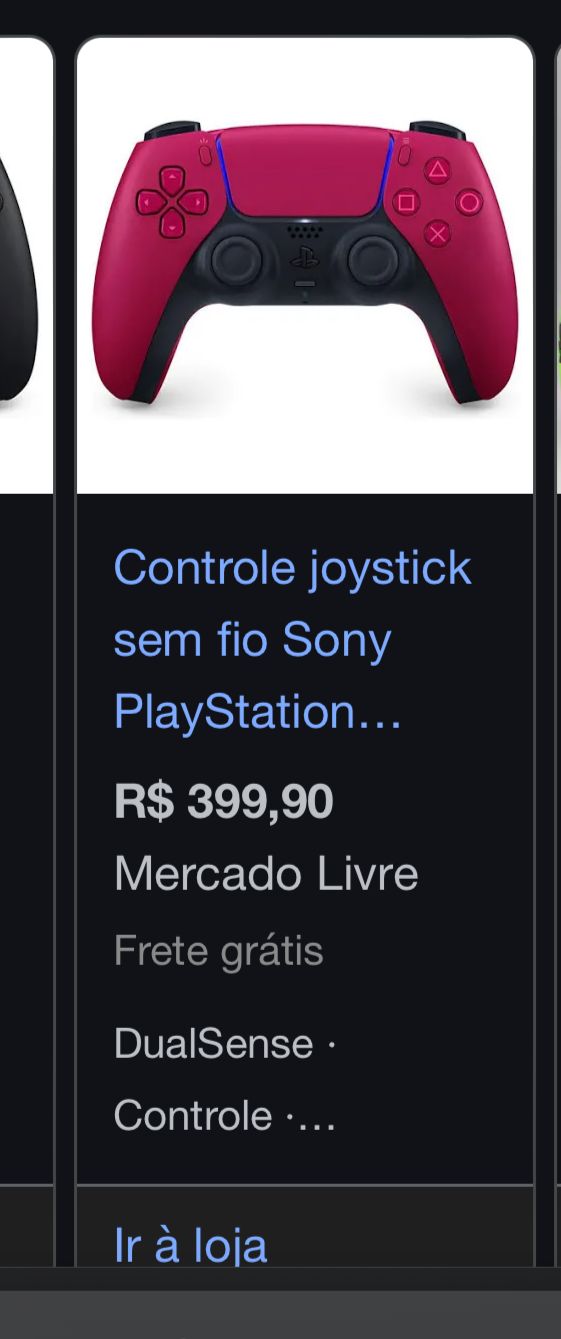 Controle joystick
sem fio Sony
PlayStation...
R$ 399,90
Mercado Livre
Frete grátis
DualSense ·
Controle ·...
Ir à loja